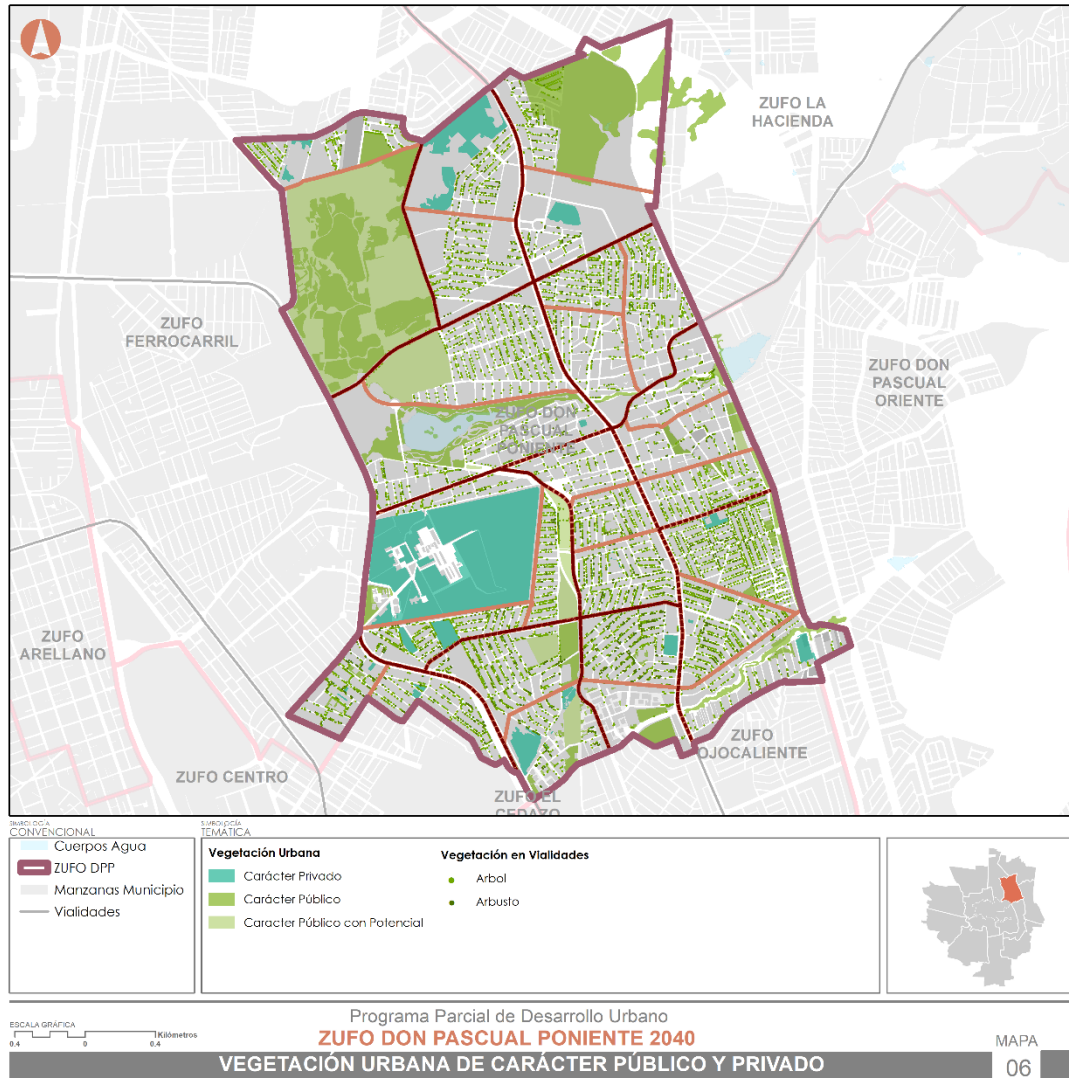 ZUFO LA
HACIENDA
ZUFO
FERROCARRIL
ZUFO DON
PASCUAL
ORIENTE
ZUFO DON
PASCUAL
PONIENTE
ZUFO
ARELLANO
ZUFO
OJOCALIENTE
ZUFO CENTRO
ZUFO EL
CEDAZO
SIMBOLOGÍA
CONVENCIONAL
Cuerpos Agua
ZUFO DPP
Manzanas Municipio
Vialidades
SIMBOLOGÍA
TEMATICA
Vegetación Urbana
Carácter Privado
Carácter Público
Caracter Público con Potencial
Vegetación en Vialidades
Arbol
Arbusto
ESCALA GRÁFICA
Kilómetros
0.4 0 0.4
Programa Parcial de Desarrollo Urbano
ZUFO DON PASCUAL PONIENTE 2040
VEGETACIÓN URBANA DE CARÁCTER PÚBLICO Y PRIVADO
MAPA
06